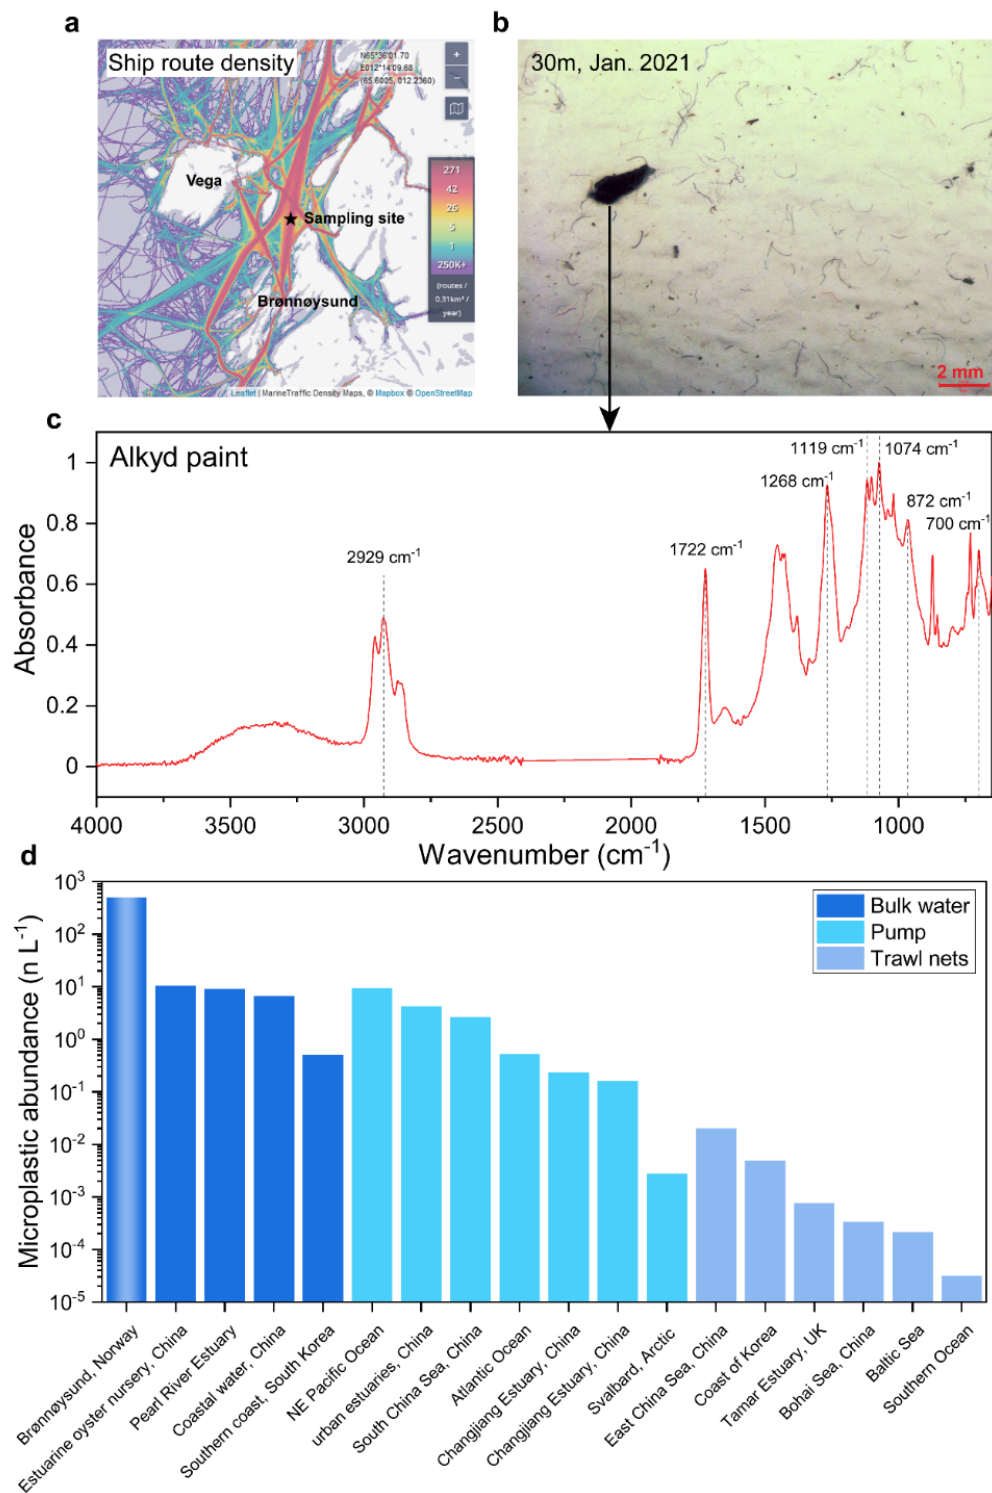 a
Ship route density
N65°36'01.70
E012°14'09.68
(65.6005, 012.2360)
+
−
Vega
Sampling site
Brønnøysund
271
42
26
5
1
250K+
(routes /
0.31km² /
year)
Leaflet | MarineTraffic Density Maps, © Mapbox © OpenStreetMap
b
30m, Jan. 2021
2 mm
c
Alkyd paint
2929 cm-1
1722 cm-1
1268 cm-1
1119 cm-1
1074 cm-1
872 cm-1
700 cm-1
Absorbance
1
0.8
0.6
0.4
0.2
0
4000 3500 3000 2500 2000 1500 1000
Wavenumber (cm-1)
d
Microplastic abundance (n L-1)
10³
10²
10¹
10⁰
10⁻¹
10⁻²
10⁻³
10⁻⁴
10⁻⁵
Bulk water
Pump
Trawl nets
Brønnøysund, Norway
Estuarine oyster nursery, China
Pearl River Estuary
Coastal water, China
Southern coast, South Korea
NE Pacific Ocean
urban estuaries, China
South China Sea, China
Atlantic Ocean
Changjiang Estuary, China
Changjiang Estuary, China
Svalbard, Arctic
East China Sea, China
Coast of Korea
Tamar Estuary, UK
Bohai Sea, China
Baltic Sea
Southern Ocean